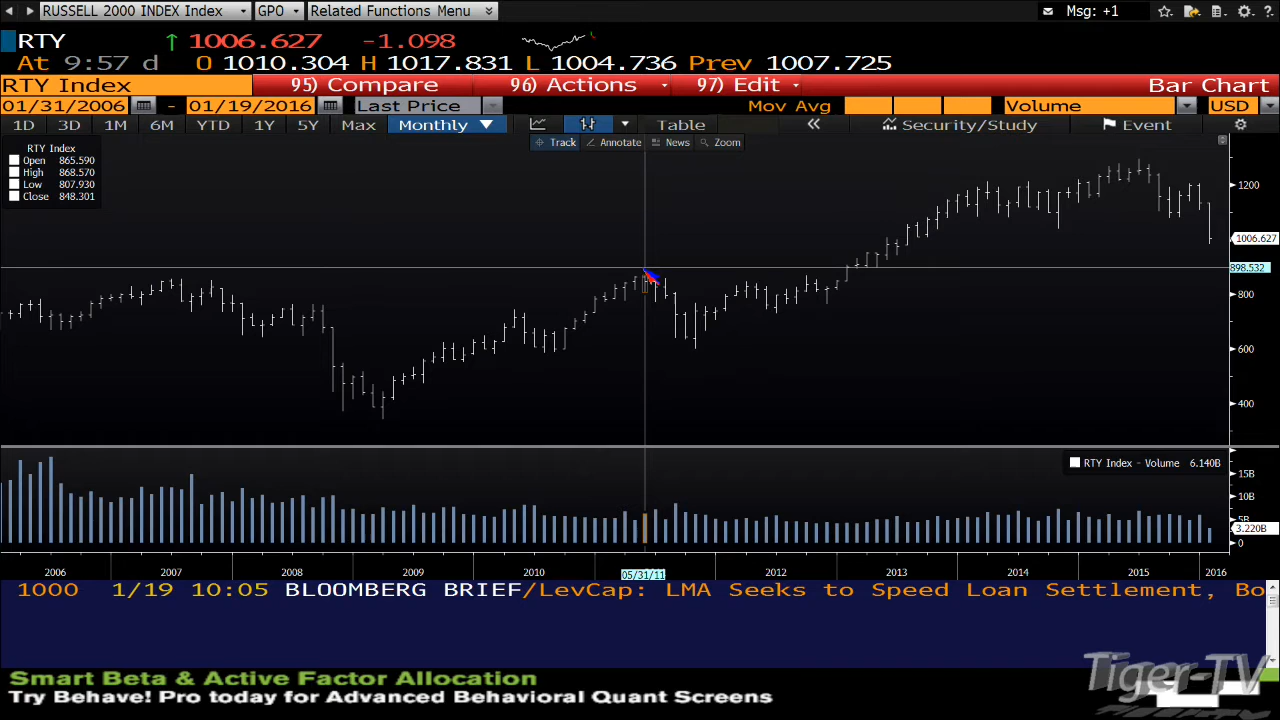 RUSSELL 2000 INDEX Index GPO Related Functions Menu Msg: +1
RTY 1006.627 -1.098
At 9:57 d O 1010.304 H 1017.831 L 1004.736 Prev 1007.725
RTY Index 95) Compare 96) Actions 97) Edit Bar Chart
01/31/2006 - 01/19/2016 Last Price Mov Avg Volume USD
1D 3D 1M 6M YTD 1Y 5Y Max Monthly Table Security/Study Event
Track Annotate News Zoom
RTY Index
Open 865.590
High 868.570
Low 807.930
Close 848.301
1200
1006.627
898.532
800
600
400
RTY Index - Volume 6.140B
15B
10B
5B
3.220B
0
2006 2007 2008 2009 2010 05/31/11 2012 2013 2014 2015 2016
1000 1/19 10:05 BLOOMBERG BRIEF/LevCap: LMA Seeks to Speed Loan Settlement, Bo
Smart Beta & Active Factor Allocation
Try Behave! Pro today for Advanced Behavioral Quant Screens
Tiger-TV